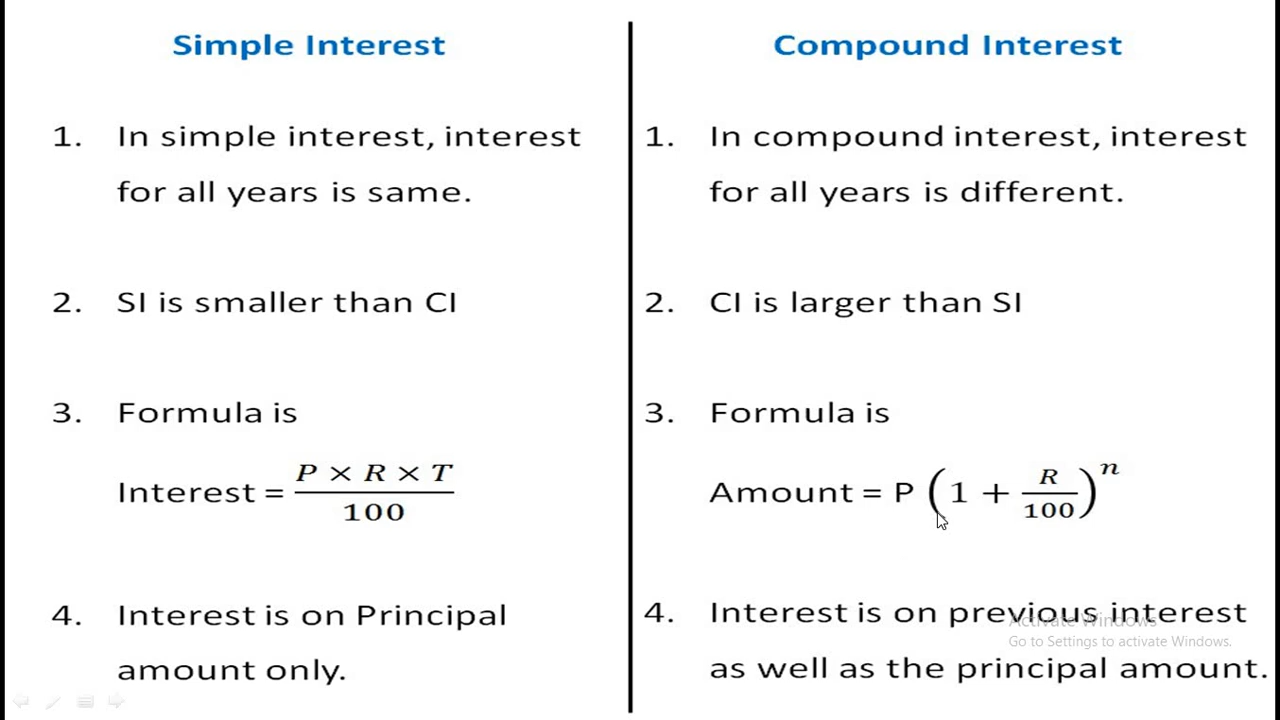 Simple Interest
1. In simple interest, interest
for all years is same.
2. SI is smaller than CI
3. Formula is
Interest = \frac{P × R × T}{100}
4. Interest is on Principal
amount only.
Compound Interest
1. In compound interest, interest
for all years is different.
2. CI is larger than SI
3. Formula is
Amount = P (1 + \frac{R}{100})^n
4. Interest is on previous interest
as well as the principal amount.
Activate Windows
Go to Settings to activate Windows.